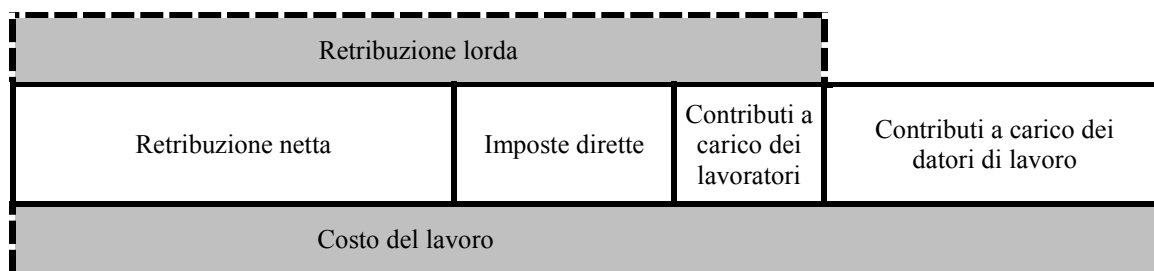 Retribuzione lorda
Retribuzione netta
Imposte dirette
Contributi a
carico dei
lavoratori
Contributi a carico dei
datori di lavoro
Costo del lavoro